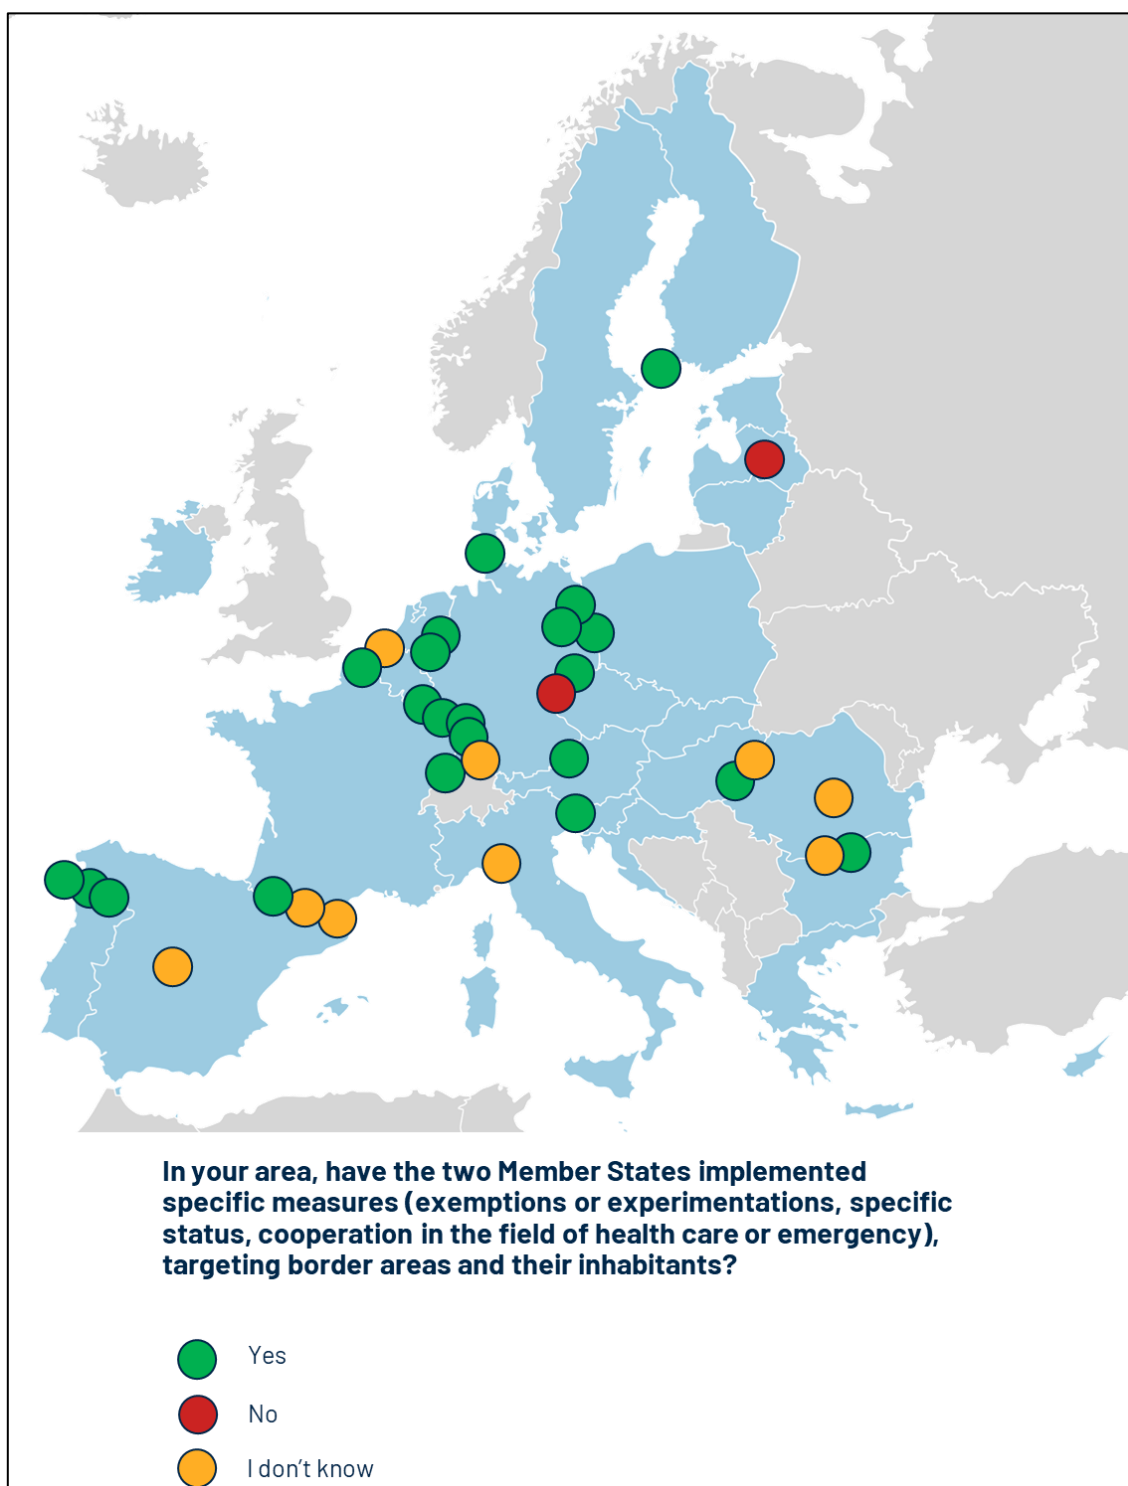 In your area, have the two Member States implemented
specific measures (exemptions or experimentations, specific
status, cooperation in the field of health care or emergency),
targeting border areas and their inhabitants?
Yes
No
I don't know